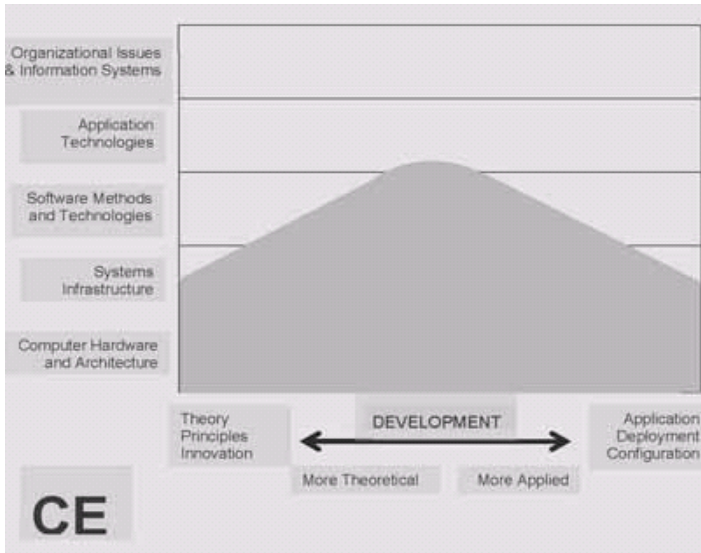 Organizational Issues
& Information Systems
Application
Technologies
Software Methods
and Technologies
Systems
Infrastructure
Computer Hardware
and Architecture
Theory
Principles
Innovation
DEVELOPMENT
Application
Deployment
Configuration
More Theoretical
More Applied
CE